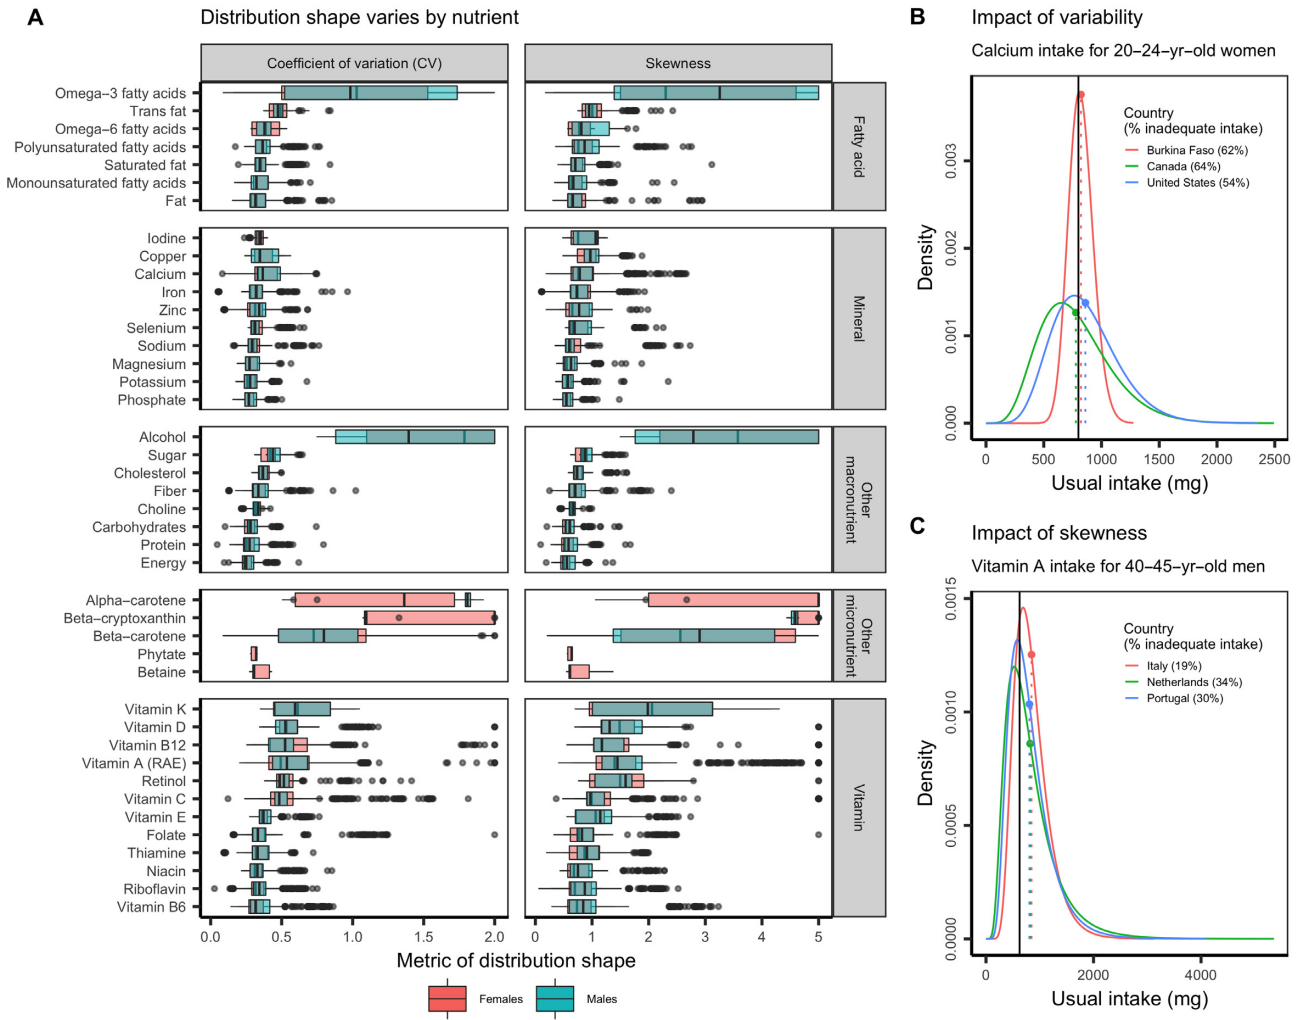 A
Distribution shape varies by nutrient
Coefficient of variation (CV)
Skewness
Omega−3 fatty acids
Trans fat
Omega−6 fatty acids
Polyunsaturated fatty acids
Saturated fat
Monounsaturated fatty acids
Fat
Fatty acid
Iodine
Copper
Calcium
Iron
Zinc
Selenium
Sodium
Magnesium
Potassium
Phosphate
Mineral
Alcohol
Sugar
Cholesterol
Fiber
Choline
Carbohydrates
Protein
Energy
Other
macronutrient
Alpha−carotene
Beta−cryptoxanthin
Beta−carotene
Phytate
Betaine
Other
micronutrient
Vitamin K
Vitamin D
Vitamin B12
Vitamin A (RAE)
Retinol
Vitamin C
Vitamin E
Folate
Thiamine
Niacin
Riboflavin
Vitamin B6
Vitamin
0.0 0.5 1.0 1.5 2.0
0 1 2 3 4 5
Metric of distribution shape
Females Males
B
Impact of variability
Calcium intake for 20−24−yr−old women
Country
(% inadequate intake)
Burkina Faso (62%)
Canada (64%)
United States (54%)
Density
0.003
0.002
0.001
0.000
0 500 1000 1500 2000 2500
Usual intake (mg)
C
Impact of skewness
Vitamin A intake for 40−45−yr−old men
Country
(% inadequate intake)
Italy (19%)
Netherlands (34%)
Portugal (30%)
Density
0.0015
0.0010
0.0005
0.0000
0 2000 4000
Usual intake (mg)